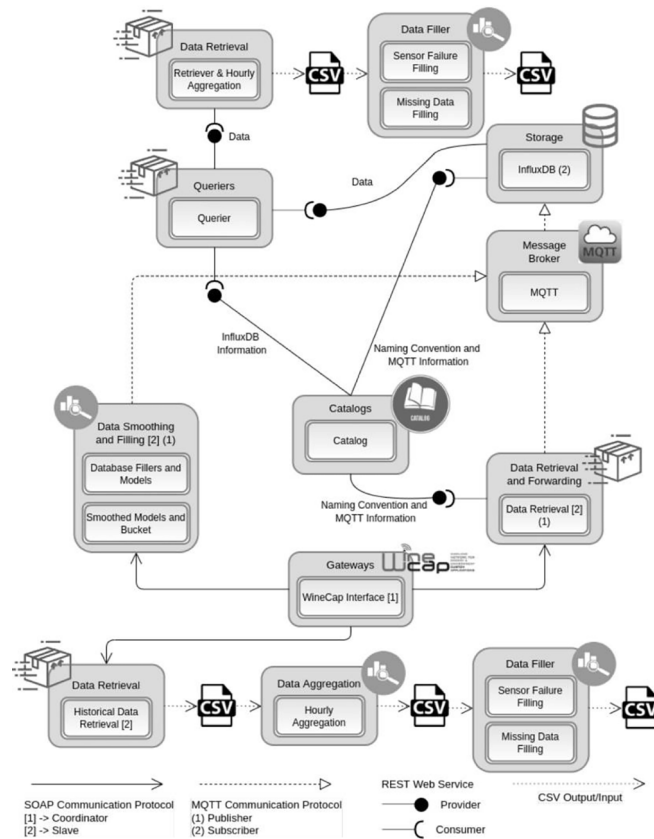 Data Retrieval
Retriever & Hourly
Aggregation
CSV
Data Filler
Sensor Failure
Filling
Missing Data
Filling
CSV
Data
Queriers
Querier
Data
Storage
InfluxDB (2)
Message
Broker
MQTT
MQTT
InfluxDB
Information
Naming Convention and
MQTT Information
Data Smoothing
and Filling [2] (1)
Database Fillers and
Models
Smoothed Models and
Bucket
Catalogs
Catalog
CATALOG
Naming Convention and
MQTT Information
Data Retrieval
and Forwarding
Data Retrieval [2]
(1)
Gateways
WineCap Interface [1]
Wine
cap
Data Retrieval
Historical Data
Retrieval [2]
CSV
Data Aggregation
Hourly
Aggregation
CSV
Data Filler
Sensor Failure
Filling
Missing Data
Filling
CSV
SOAP Communication Protocol
[1] -> Coordinator
[2] -> Slave
MQTT Communication Protocol
(1) Publisher
(2) Subscriber
REST Web Service
Provider
Consumer
CSV Output/Input